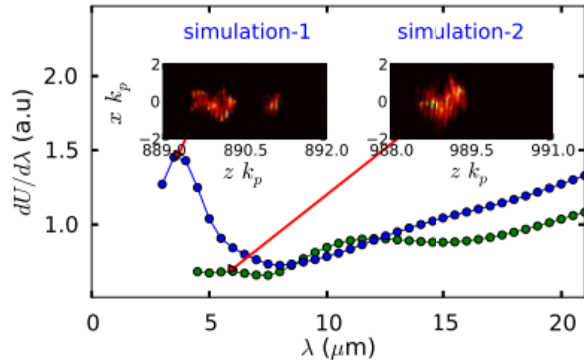 simulation-1 simulation-2
2
0
−2
889.0 890.5 892.0
z k_p
x k_p
2
0
−2
988.0 989.5 991.0
z k_p
2.0
1.5
1.0
dU/dλ (a.u)
0 5 10 15 20
λ (μm)